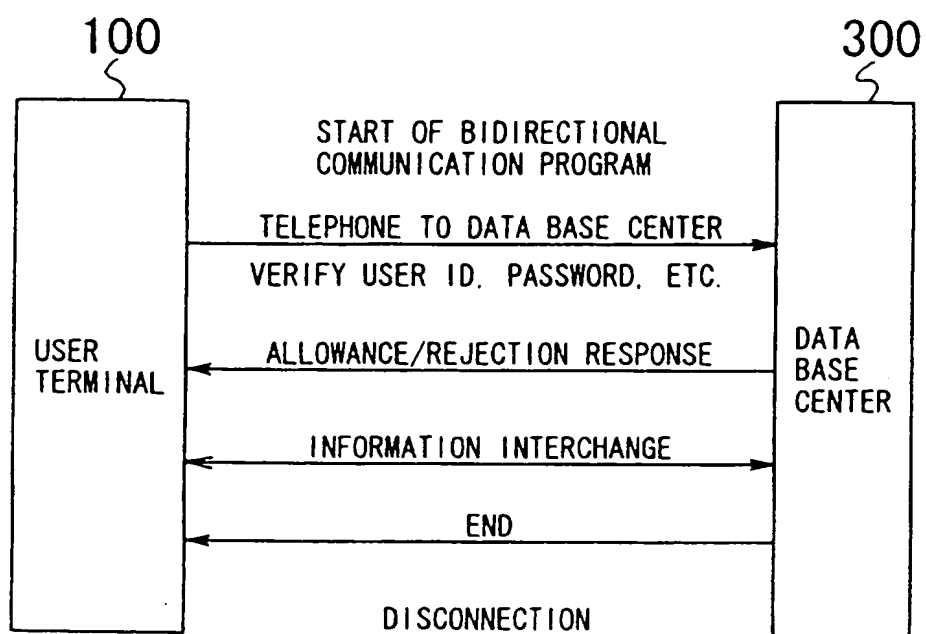 100
300
START OF BIDIRECTIONAL
COMMUNICATION PROGRAM
TELEPHONE TO DATA BASE CENTER
VERIFY USER ID. PASSWORD. ETC.
USER
TERMINAL
ALLOWANCE/REJECTION RESPONSE
DATA
BASE
CENTER
INFORMATION INTERCHANGE
END
DISCONNECTION